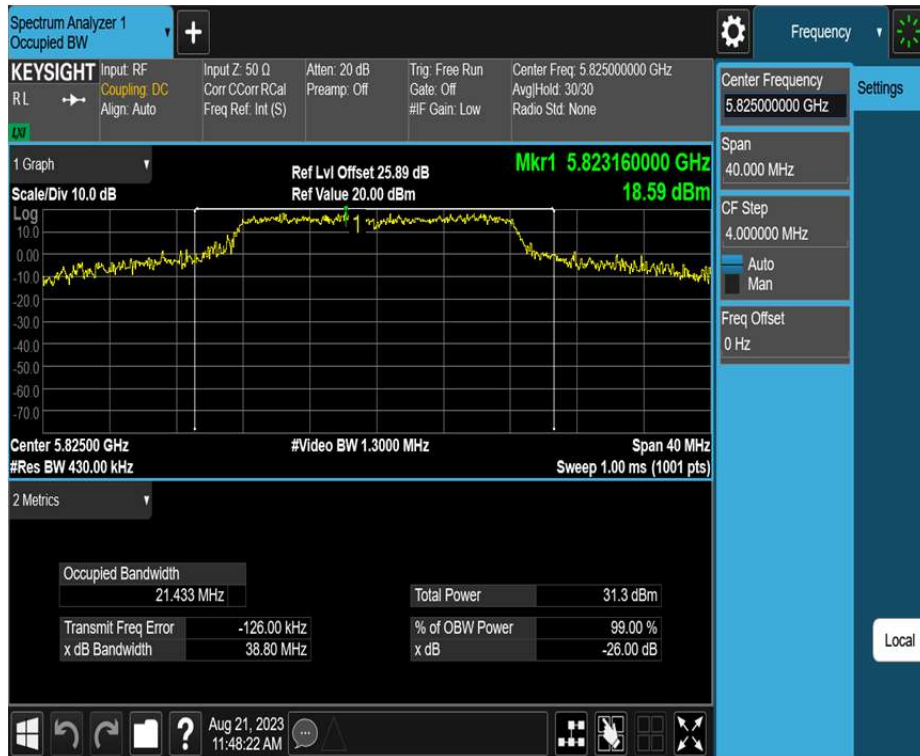 Spectrum Analyzer 1
Occupied BW
+
Frequency
KEYSIGHT
R L
LXI
Input: RF
Coupling: DC
Align: Auto
Input Z: 50 Ω
Corr CCorr RCal
Freq Ref: Int (S)
Atten: 20 dB
Preamp: Off
Trig: Free Run
Gate: Off
#IF Gain: Low
Center Freq: 5.825000000 GHz
Avg|Hold: 30/30
Radio Std: None
Center Frequency
5.825000000 GHz
Settings
Span
40.000 MHz
CF Step
4.000000 MHz
Auto
Man
Freq Offset
0 Hz
1 Graph
Scale/Div 10.0 dB
Ref Lvl Offset 25.89 dB
Ref Value 20.00 dBm
Mkr1 5.823160000 GHz
18.59 dBm
Log
10.0
0.00
-10.0
-20.0
-30.0
-40.0
-50.0
-60.0
-70.0
1
Center 5.82500 GHz
#Res BW 430.00 kHz
#Video BW 1.3000 MHz
Span 40 MHz
Sweep 1.00 ms (1001 pts)
2 Metrics
Occupied Bandwidth
21.433 MHz
Total Power 31.3 dBm
Transmit Freq Error -126.00 kHz
% of OBW Power 99.00 %
x dB Bandwidth 38.80 MHz
x dB -26.00 dB
Local
?
Aug 21, 2023
11:48:22 AM